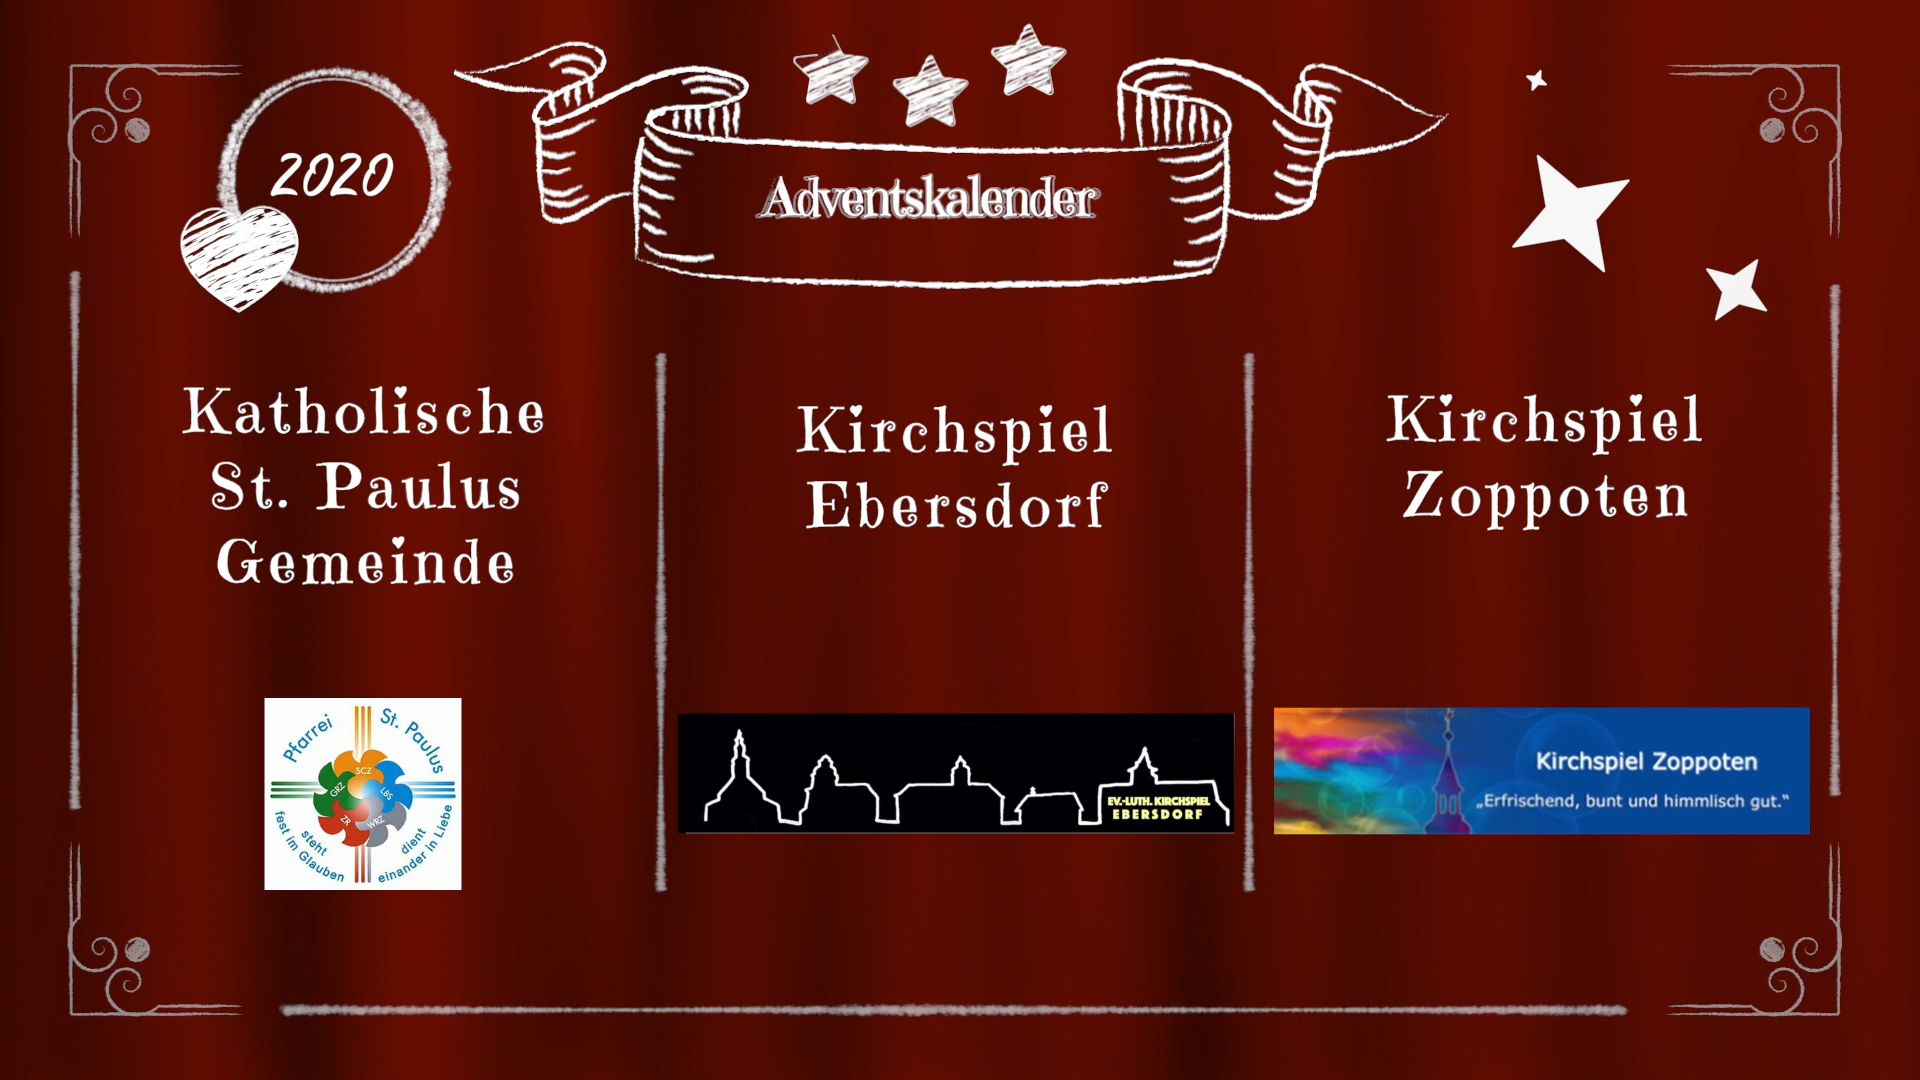 2020
Adventskalender
Katholische
St. Paulus
Gemeinde
Kirchspiel
Ebersdorf
Kirchspiel
Zoppoten
Pfarrei St. Paulus
SCZ
GRZ
LBS
ZR
WRZ
steht
fest im Glauben
dient
einander in Liebe
EV.-LUTH. KIRCHSPIEL
EBERSDORF
Kirchspiel Zoppoten
„Erfrischend, bunt und himmlisch gut.“